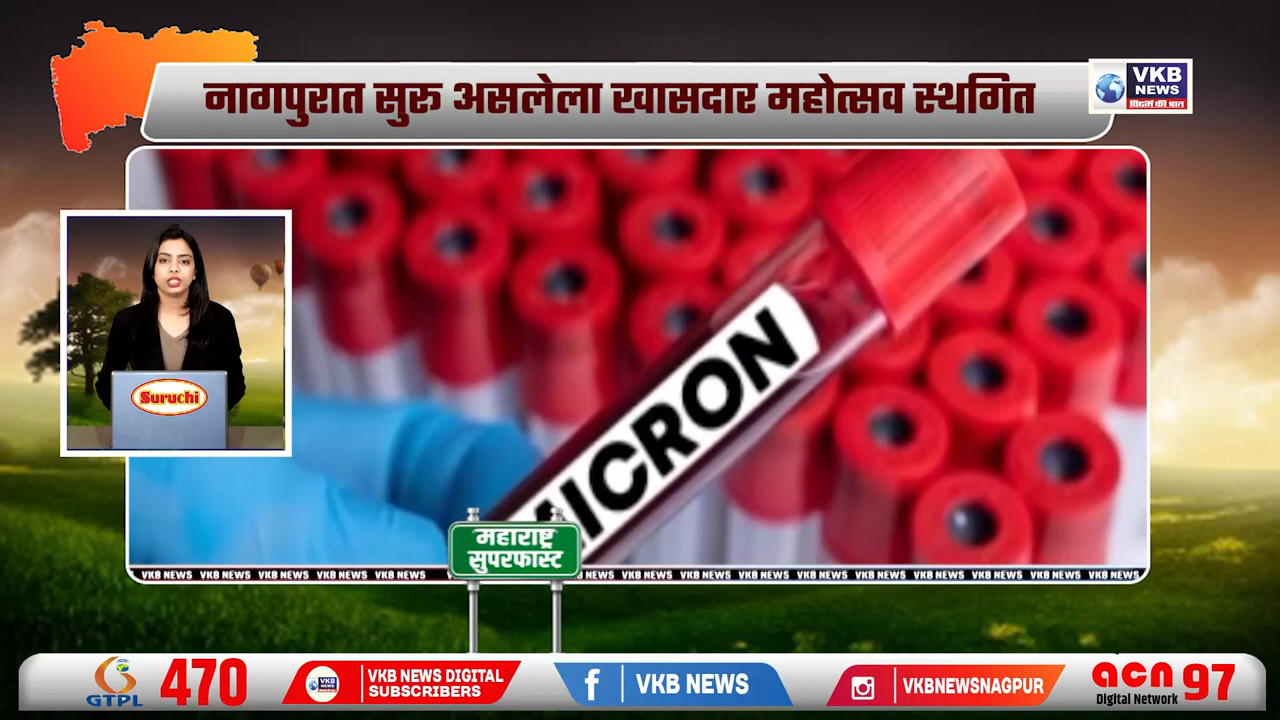 नागपुरात सुरू असलेला खासदार महोत्सव स्थगित
VKB
NEWS
विदर्भ की बात
Suruchi
MICRON
महाराष्ट्र
सुपरफास्ट
VKB NEWS VKB NEWS VKB NEWS VKB NEWS VKB NEWS
VKB NEWS VKB NEWS VKB NEWS VKB NEWS VKB NEWS VKB NEWS VKB NEWS VKB NEWS VKB NEWS
GTPL
470
VKB
NEWS
VKB NEWS DIGITAL
SUBSCRIBERS
f
VKB NEWS
VKBNEWSNAGPUR
acn
Digital Network
97